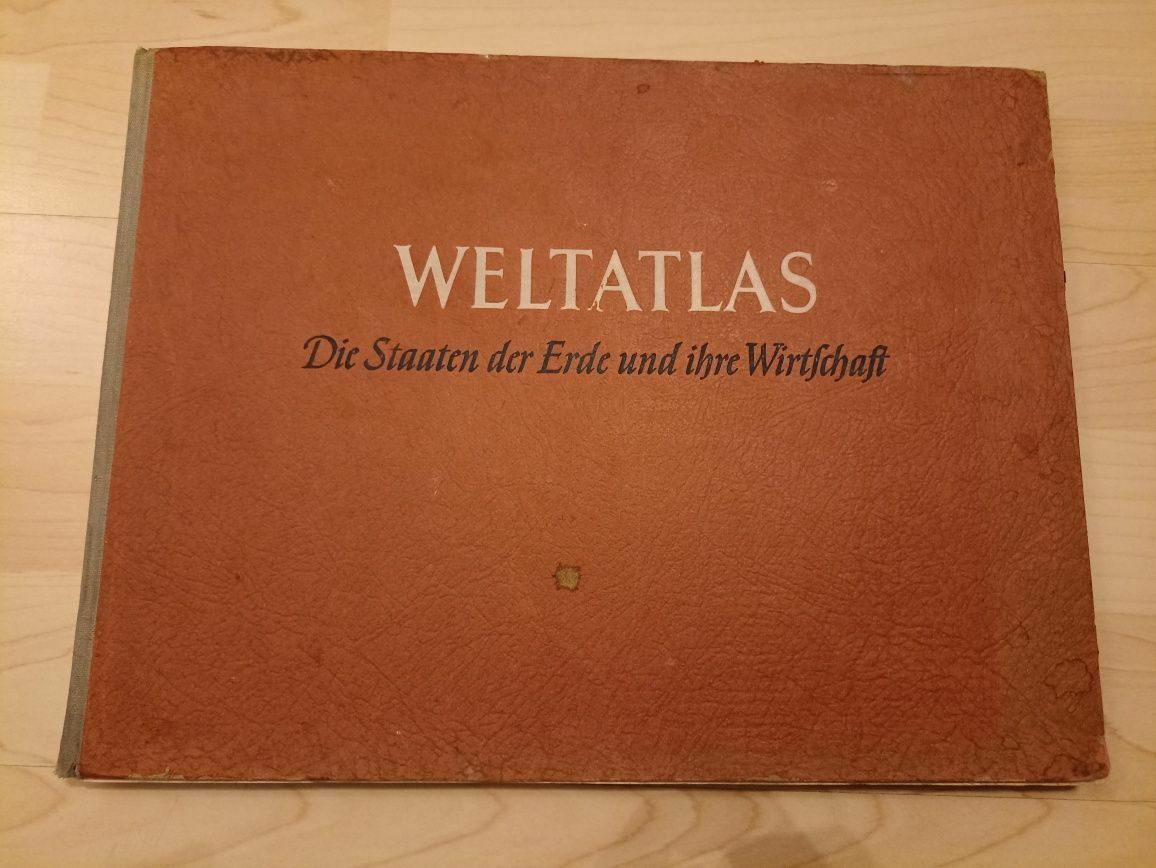 WELTATLAS
Die Staaten der Erde und ihre Wirtſchaft